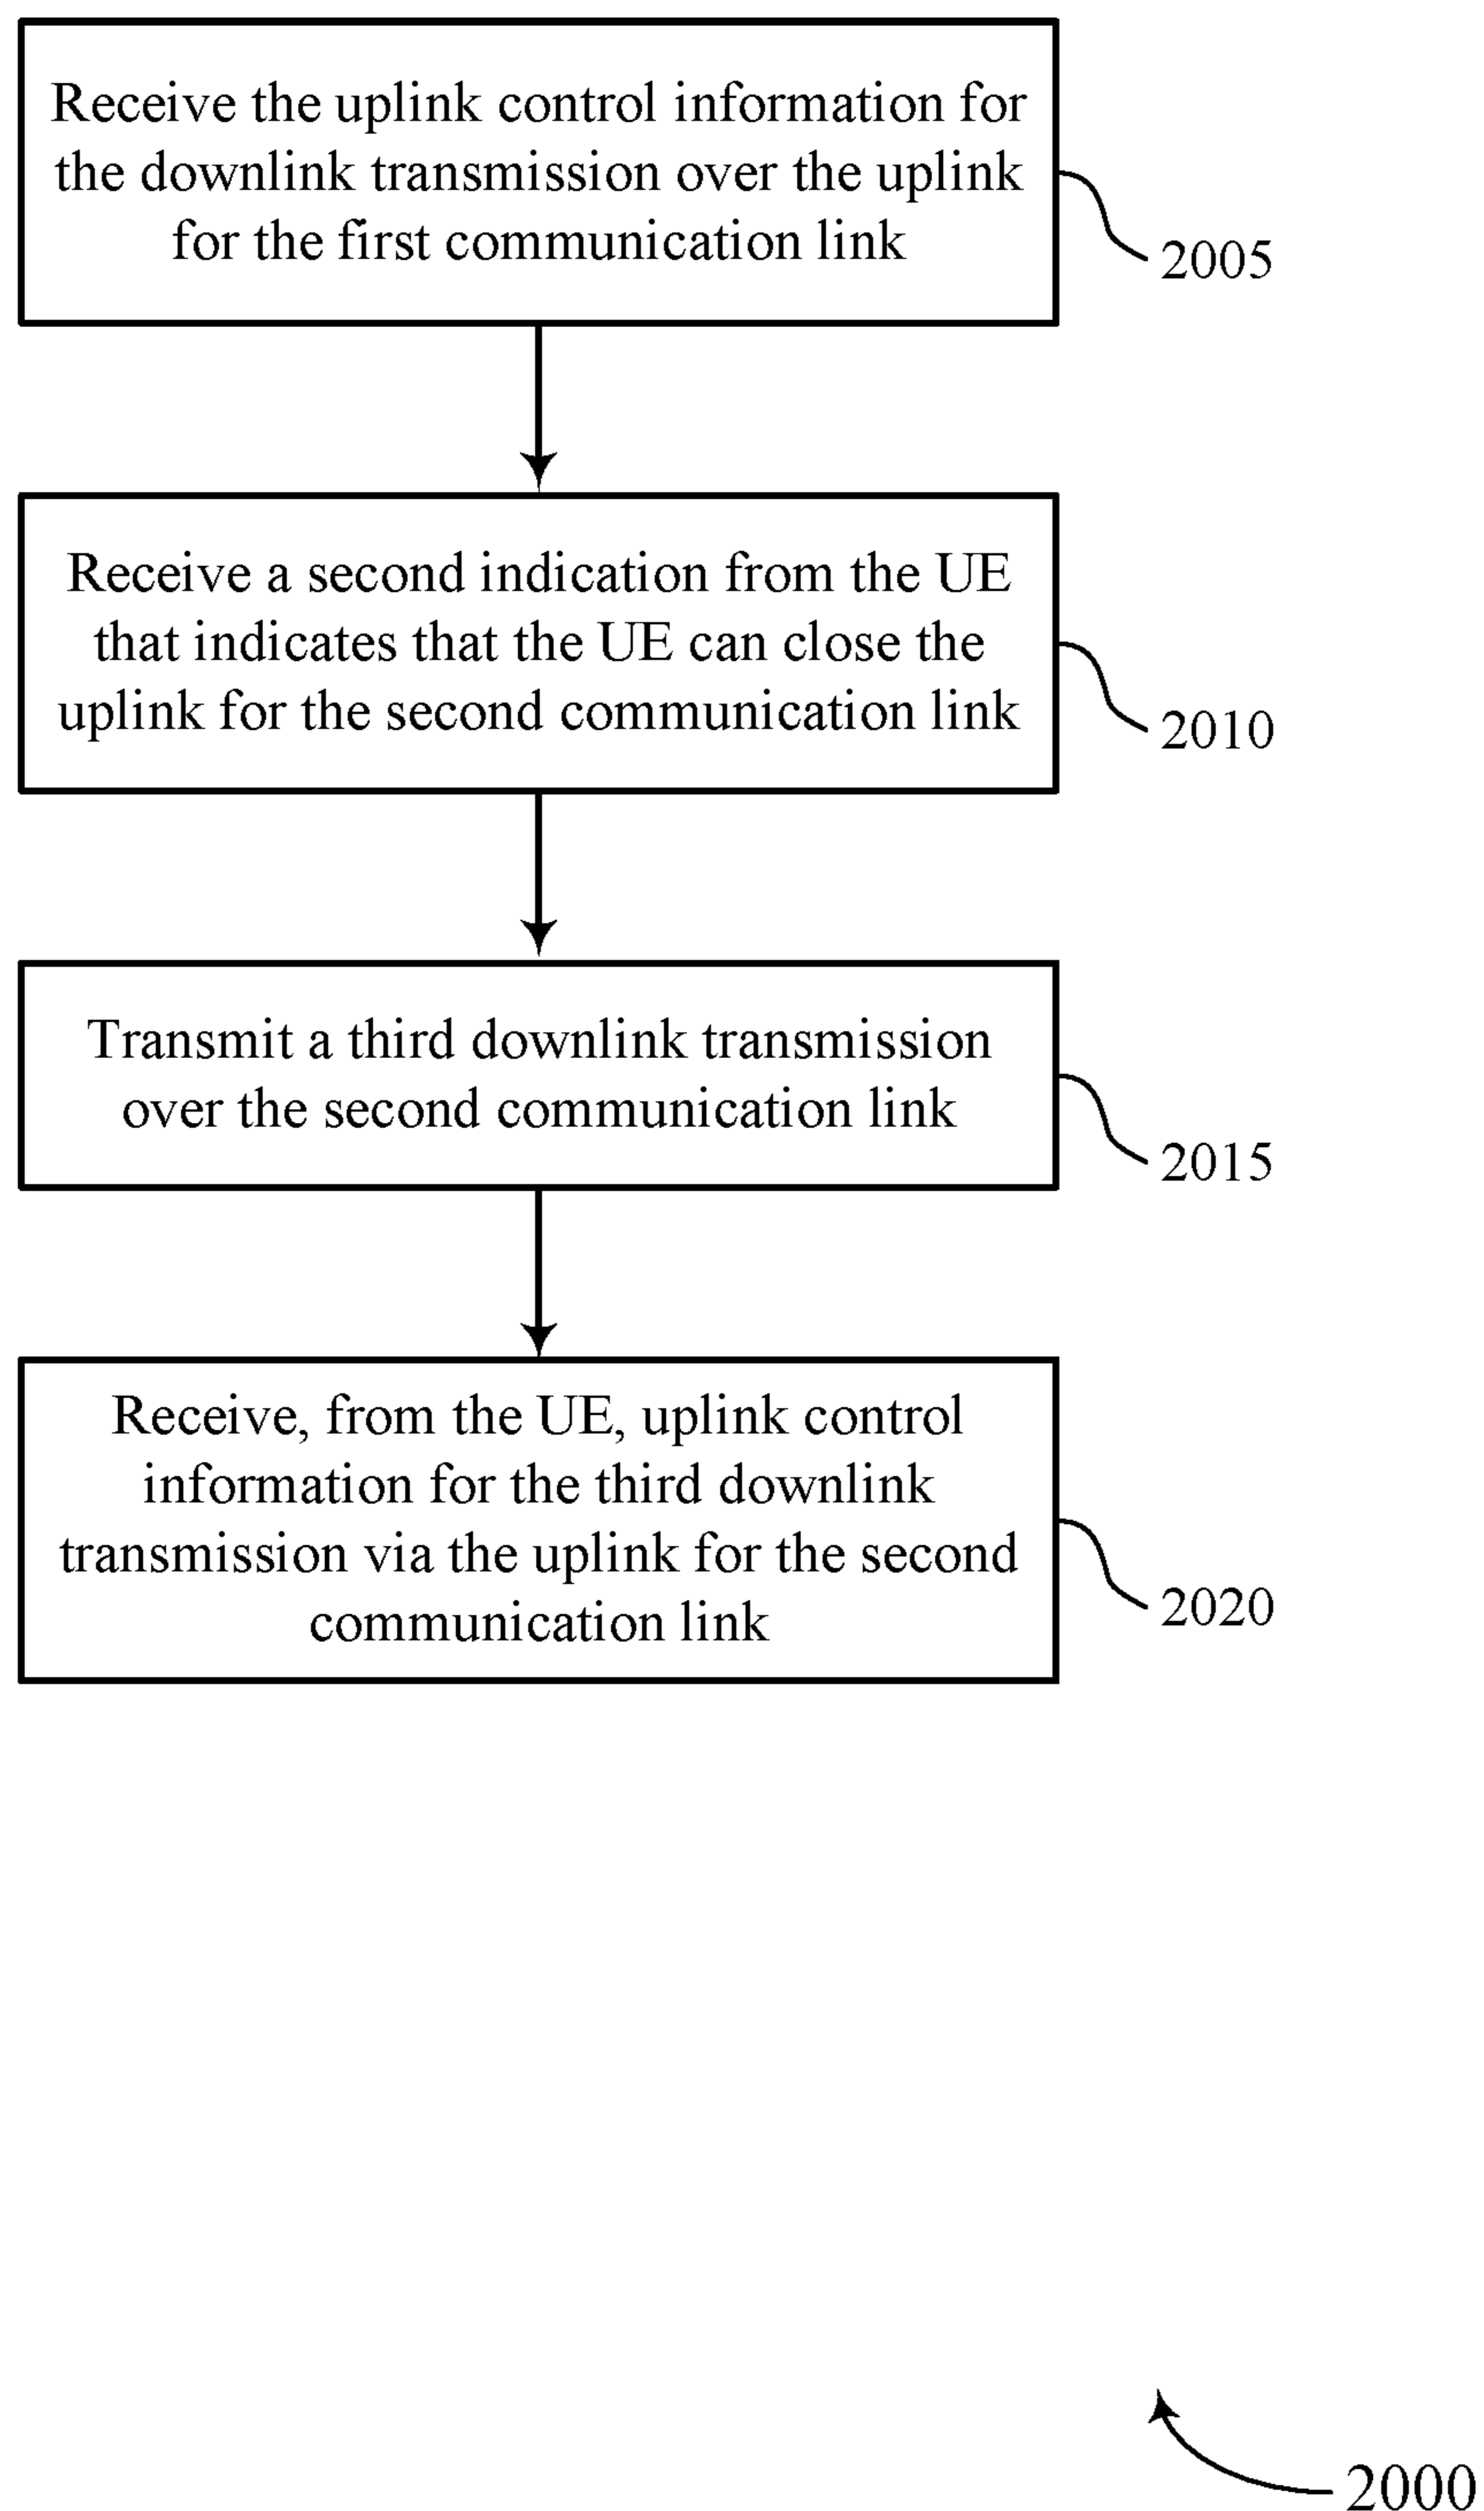 Receive the uplink control information for
the downlink transmission over the uplink
for the first communication link
2005
Receive a second indication from the UE
that indicates that the UE can close the
uplink for the second communication link
2010
Transmit a third downlink transmission
over the second communication link
2015
Receive, from the UE, uplink control
information for the third downlink
transmission via the uplink for the second
communication link
2020
2000